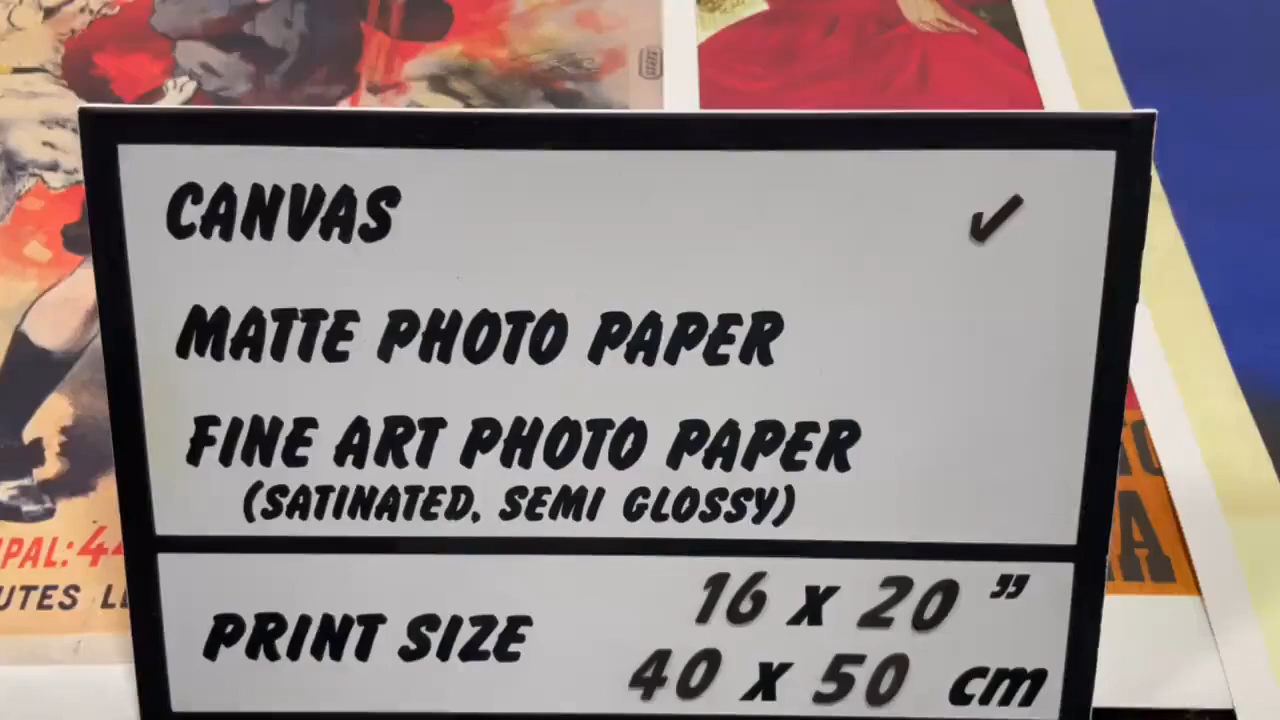 CANVAS ✓
MATTE PHOTO PAPER
FINE ART PHOTO PAPER
(SATINATED, SEMI GLOSSY)
PRINT SIZE
16 x 20 ”
40 x 50 cm